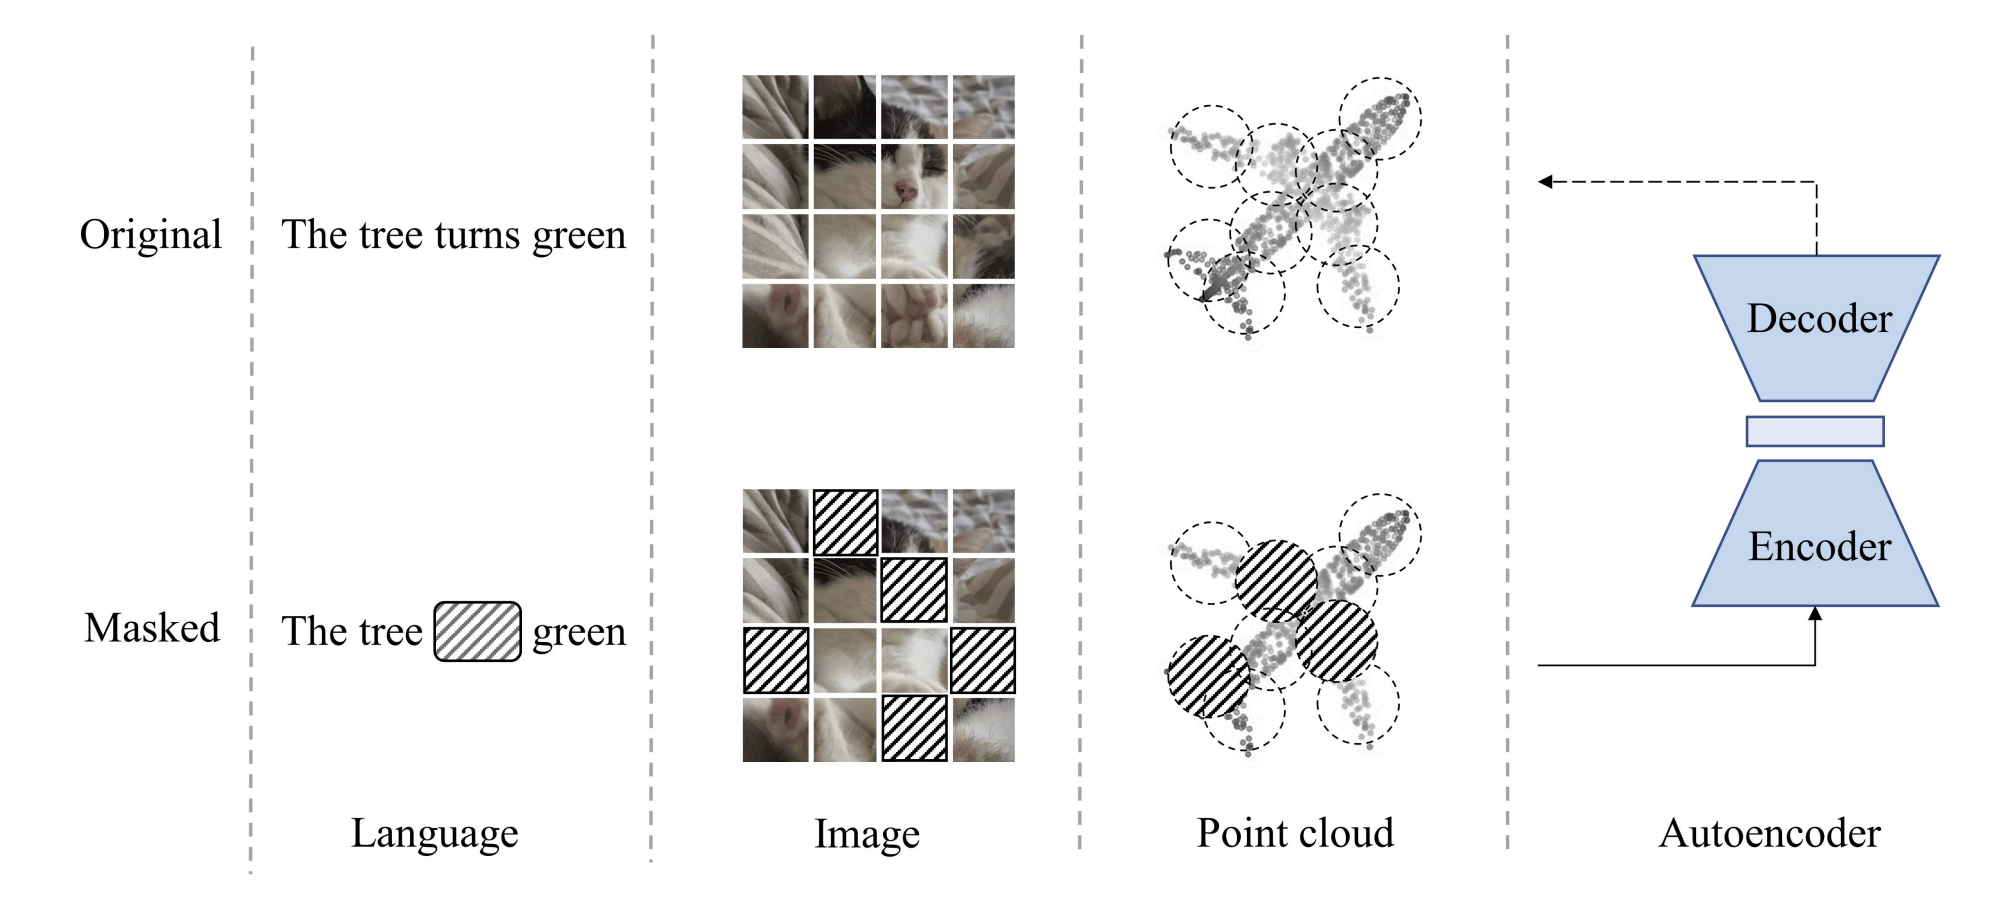 Original
The tree turns green
Decoder
Encoder
Masked
The tree green
Language
Image
Point cloud
Autoencoder